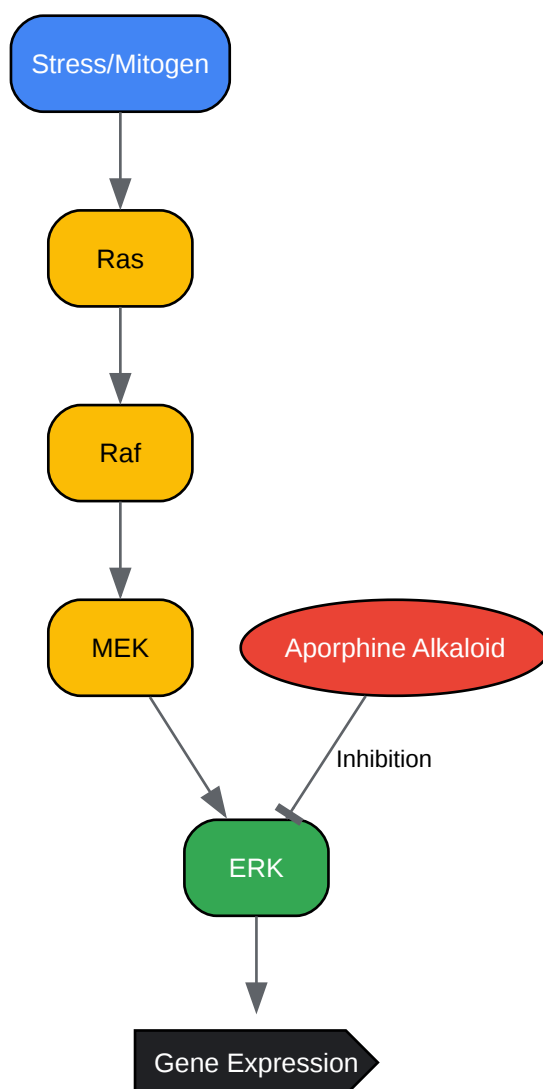 Stress/Mitogen
Ras
Raf
MEK
Aporphine Alkaloid
Inhibition
ERK
Gene Expression